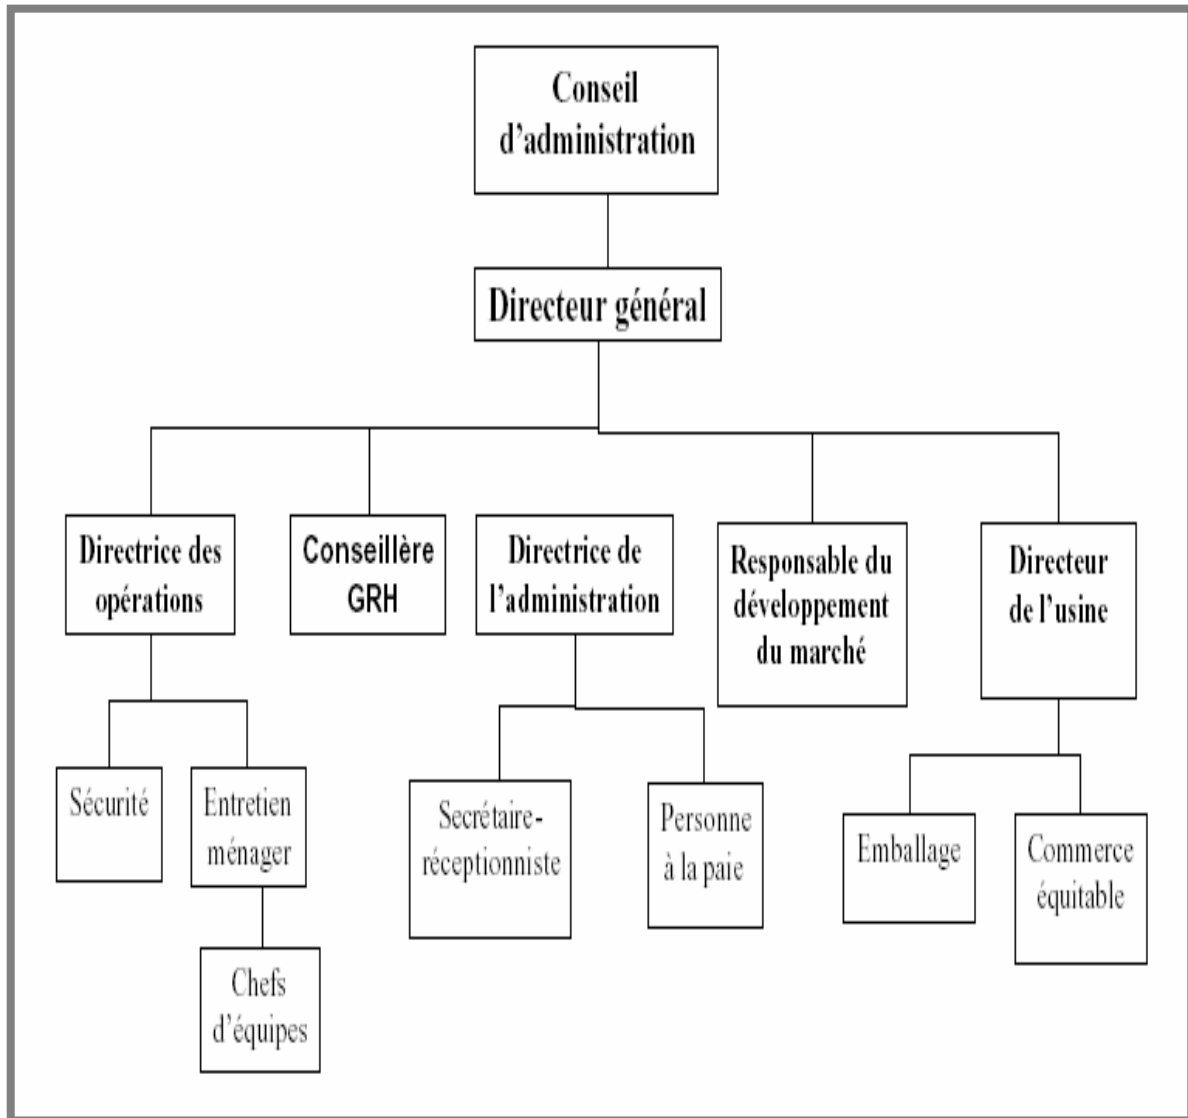 Conseil
d'administration
Directeur général
Directrice des
opérations
Conseillère
GRH
Directrice de
l'administration
Responsable du
développement
du marché
Directeur
de l'usine
Sécurité
Entretien
ménager
Secrétaire-
réceptionniste
Personne
à la paie
Emballage
Commerce
équitable
Chefs
d'équipes